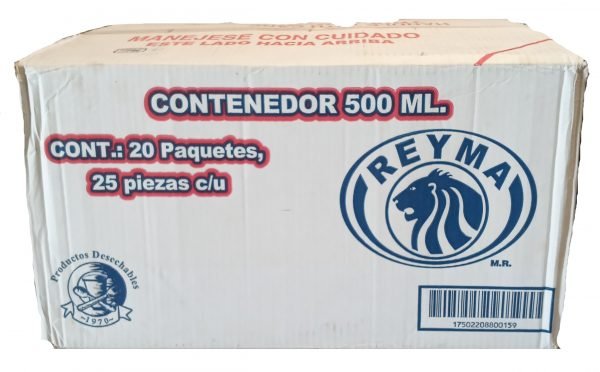 MANEJESE CON CUIDADO
ESTE LADO HACIA ARRIBA
CONTENEDOR 500 ML.
CONT.: 20 Paquetes,
25 piezas c/u
REYMA
M.R.
Productos Desechables
~1970~
17502208800159